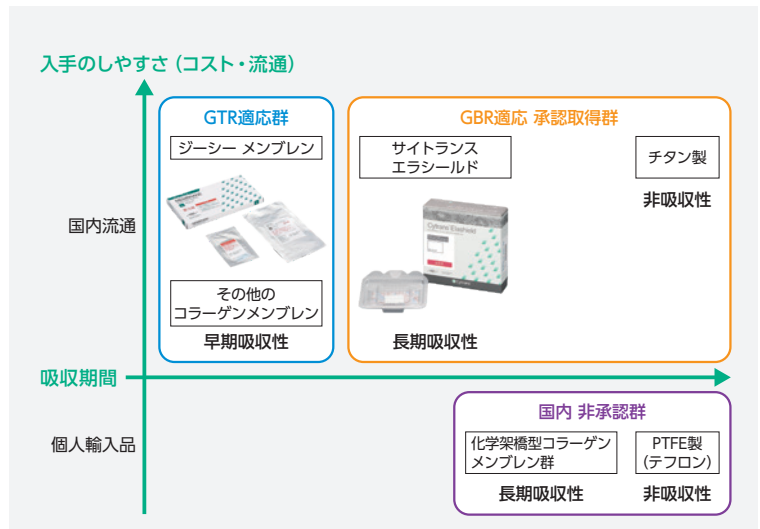 入手のしやすさ（コスト・流通）
GTR適応群
ジーシー メンブレン
その他の
コラーゲンメンブレン
早期吸収性
GBR適応 承認取得群
サイトランス
エラシールド
Cytrans Elashield
長期吸収性
チタン製
非吸収性
国内流通
吸収期間
個人輸入品
国内 非承認群
化学架橋型コラーゲン
メンブレン群
長期吸収性
PTFE製
（テフロン）
非吸収性